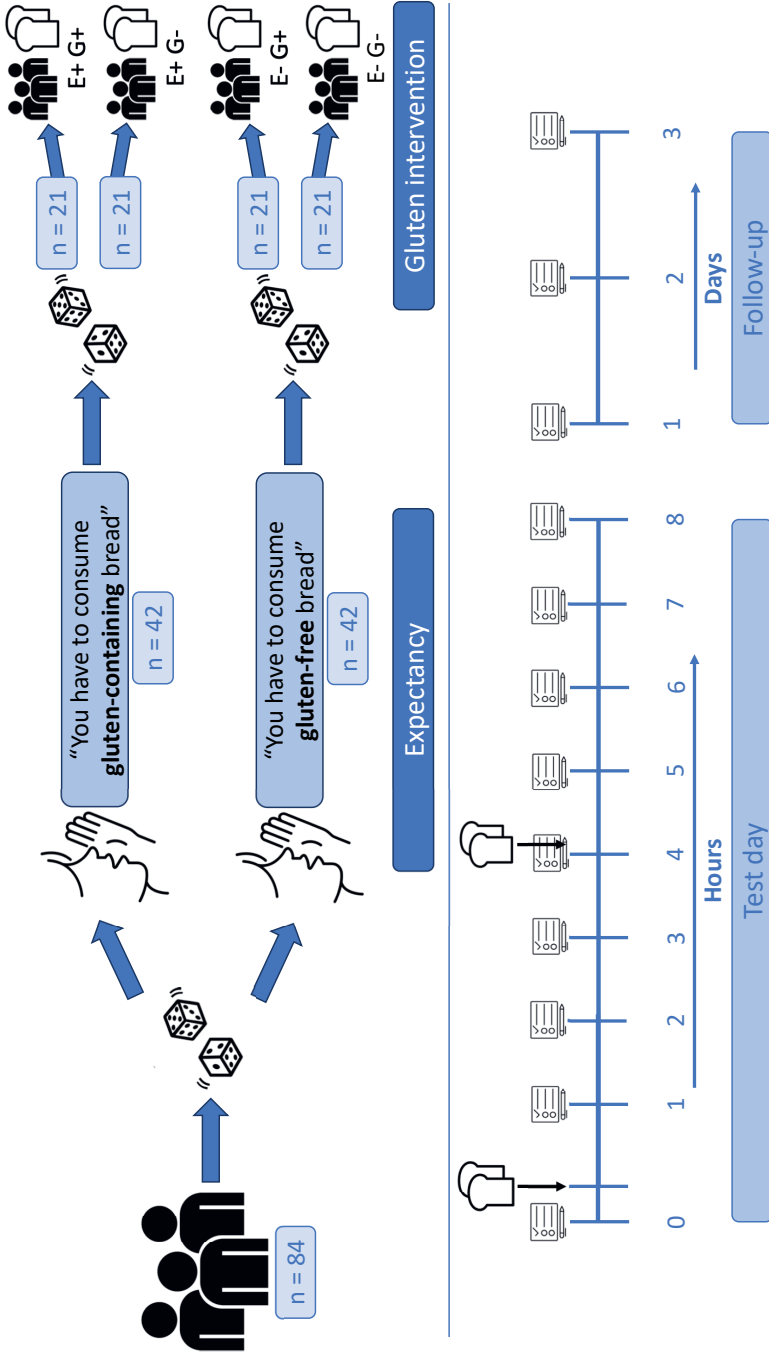 n = 84
“You have to consume
gluten-containing bread”
n = 42
“You have to consume
gluten-free bread”
n = 42
n = 21
n = 21
n = 21
n = 21
E+ G+
E+ G-
E- G+
E- G-
Expectancy
Gluten intervention
0 1 2 3 4 5 6 7 8
Hours
Test day
1 2 3
Days
Follow-up